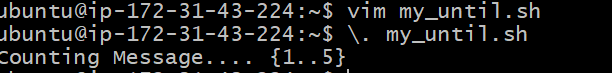 ubuntu@ip-172-31-43-224:~$ vim my_until.sh
ubuntu@ip-172-31-43-224:~$ \. my_until.sh
Counting Message.... {1..5}